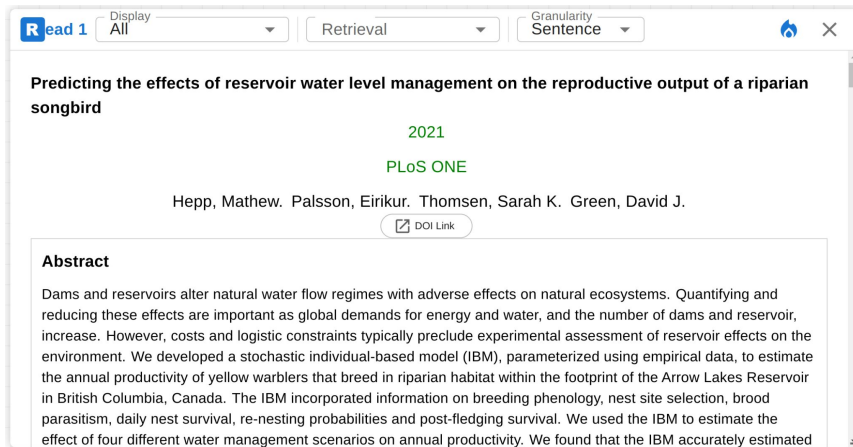 Read 1
Display
All
Retrieval
Granularity
Sentence
Predicting the effects of reservoir water level management on the reproductive output of a riparian
songbird
2021
PLoS ONE
Hepp, Mathew. Palsson, Eirikur. Thomsen, Sarah K. Green, David J.
DOI Link
Abstract
Dams and reservoirs alter natural water flow regimes with adverse effects on natural ecosystems. Quantifying and
reducing these effects are important as global demands for energy and water, and the number of dams and reservoir,
increase. However, costs and logistic constraints typically preclude experimental assessment of reservoir effects on the
environment. We developed a stochastic individual-based model (IBM), parameterized using empirical data, to estimate
the annual productivity of yellow warblers that breed in riparian habitat within the footprint of the Arrow Lakes Reservoir
in British Columbia, Canada. The IBM incorporated information on breeding phenology, nest site selection, brood
parasitism, daily nest survival, re-nesting probabilities and post-fledging survival. We used the IBM to estimate the
effect of four different water management scenarios on annual productivity. We found that the IBM accurately estimated